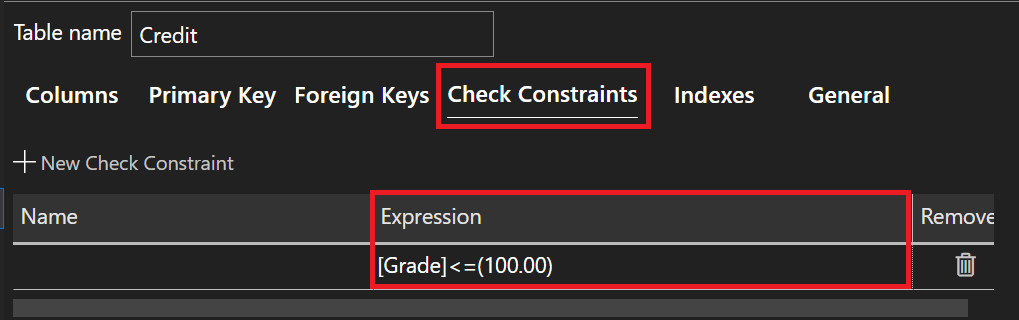 Table name Credit
Columns Primary Key Foreign Keys Check Constraints Indexes General
New Check Constraint
Name Expression Remove
[Grade]<=(100.00)